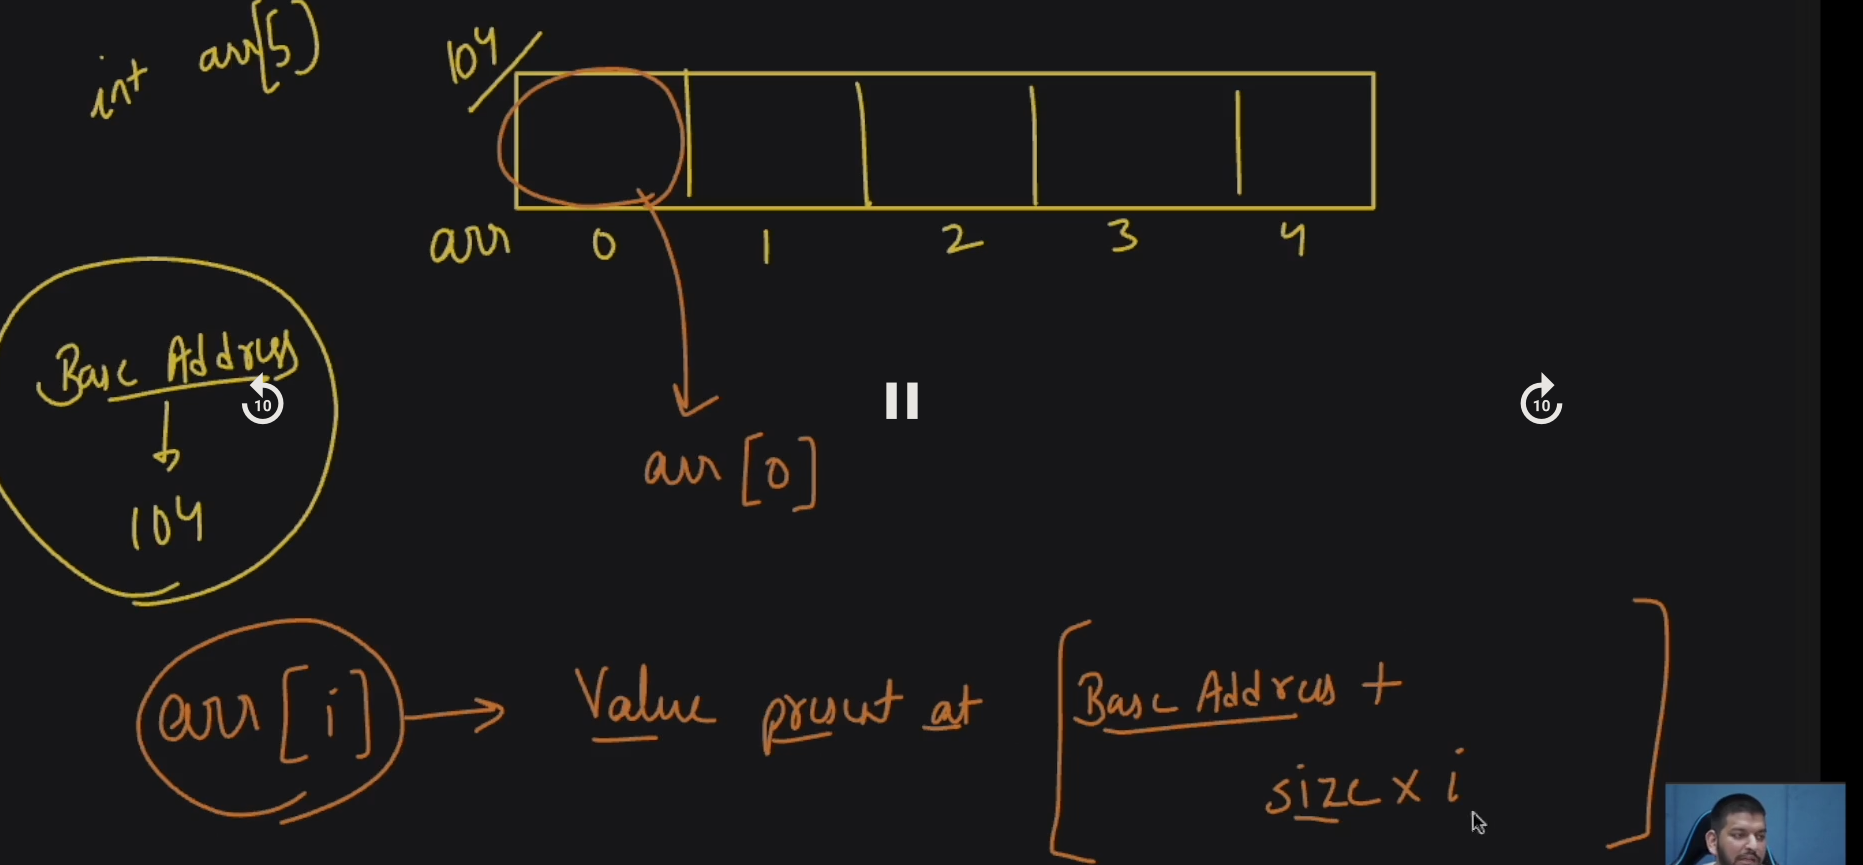 int arr[5]
104
arr 0 1 2 3 4
Base Address
10
10
104
arr[0]
arr[i] → Value present at [Base Address +
size × i]